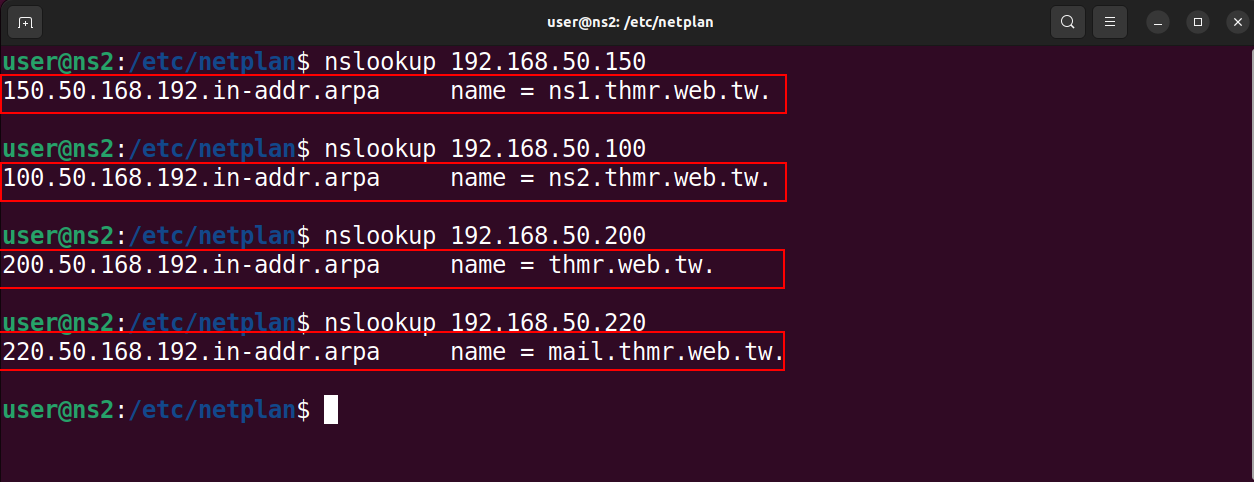 user@ns2: /etc/netplan
user@ns2:/etc/netplan$ nslookup 192.168.50.150
150.50.168.192.in-addr.arpa     name = ns1.thmr.web.tw.
user@ns2:/etc/netplan$ nslookup 192.168.50.100
100.50.168.192.in-addr.arpa     name = ns2.thmr.web.tw.
user@ns2:/etc/netplan$ nslookup 192.168.50.200
200.50.168.192.in-addr.arpa     name = thmr.web.tw.
user@ns2:/etc/netplan$ nslookup 192.168.50.220
220.50.168.192.in-addr.arpa     name = mail.thmr.web.tw.
user@ns2:/etc/netplan$